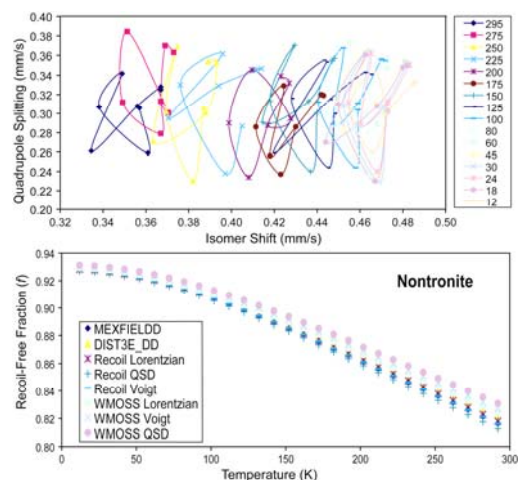 0.40
0.38
0.36
0.34
0.32
0.30
0.28
0.26
0.24
0.22
0.20
Quadrupole Splitting (mm/s)
0.32 0.34 0.36 0.38 0.40 0.42 0.44 0.46 0.48 0.50
Isomer Shift (mm/s)
295
275
250
225
200
175
150
125
100
80
60
45
30
24
18
12
0.94
0.92
0.90
0.88
0.86
0.84
0.82
0.80
Recoil-Free Fraction (f)
Nontronite
MEXFIELDD
DIST3E_DD
Recoil Lorentzian
Recoil QSD
Recoil Voigt
WMOSS Lorentzian
WMOSS Voigt
WMOSS QSD
0 50 100 150 200 250 300
Temperature (K)